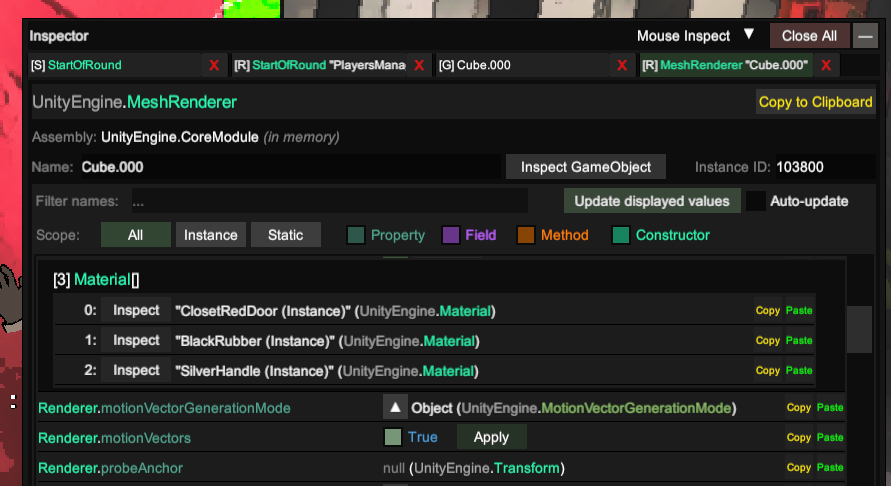 Inspector Mouse Inspect ▼ Close All —
[S] StartOfRound X [R] StartOfRound "PlayersMana X [G] Cube.000 X [R] MeshRenderer "Cube.000" X
UnityEngine.MeshRenderer Copy to Clipboard
Assembly: UnityEngine.CoreModule (in memory)
Name: Cube.000 Inspect GameObject Instance ID: 103800
Filter names: ... Update displayed values Auto-update
Scope: All Instance Static Property Field Method Constructor
[3] Material[]
0: Inspect "ClosetRedDoor (Instance)" (UnityEngine.Material) Copy Paste
1: Inspect "BlackRubber (Instance)" (UnityEngine.Material) Copy Paste
2: Inspect "SilverHandle (Instance)" (UnityEngine.Material) Copy Paste
Renderer.motionVectorGenerationMode ▲ Object (UnityEngine.MotionVectorGenerationMode) Copy Paste
Renderer.motionVectors True Apply Copy Paste
Renderer.probeAnchor null (UnityEngine.Transform) Copy Paste